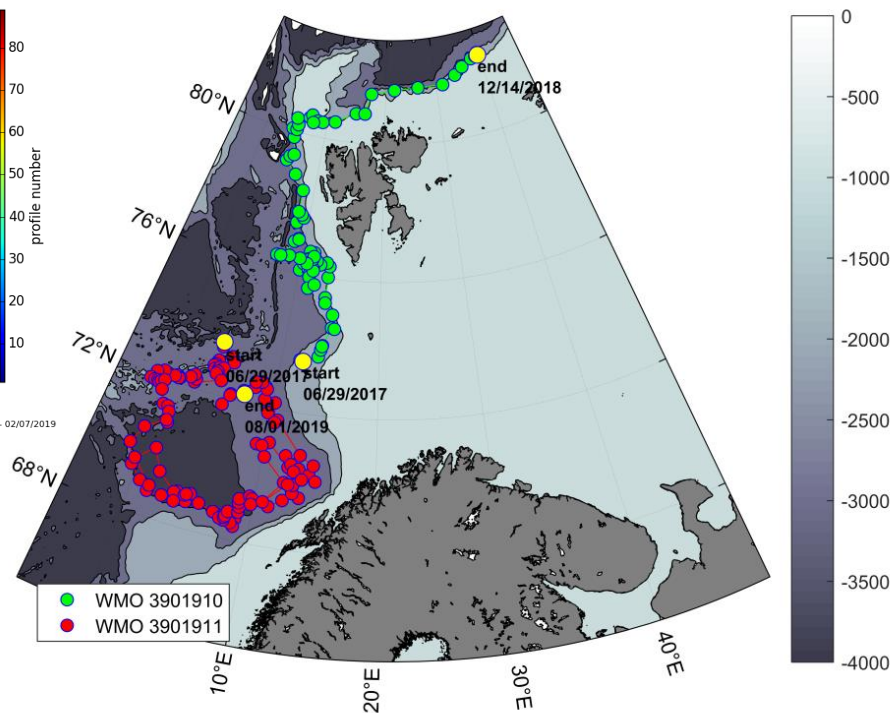 80
70
60
50
40
30
20
10
profile number
- 02/07/2019
80°N
76°N
72°N
68°N
10°E
20°E
30°E
40°E
end
12/14/2018
start
06/29/2017
start
06/29/2017
end
08/01/2019
WMO 3901910
WMO 3901911
0
-500
-1000
-1500
-2000
-2500
-3000
-3500
-4000